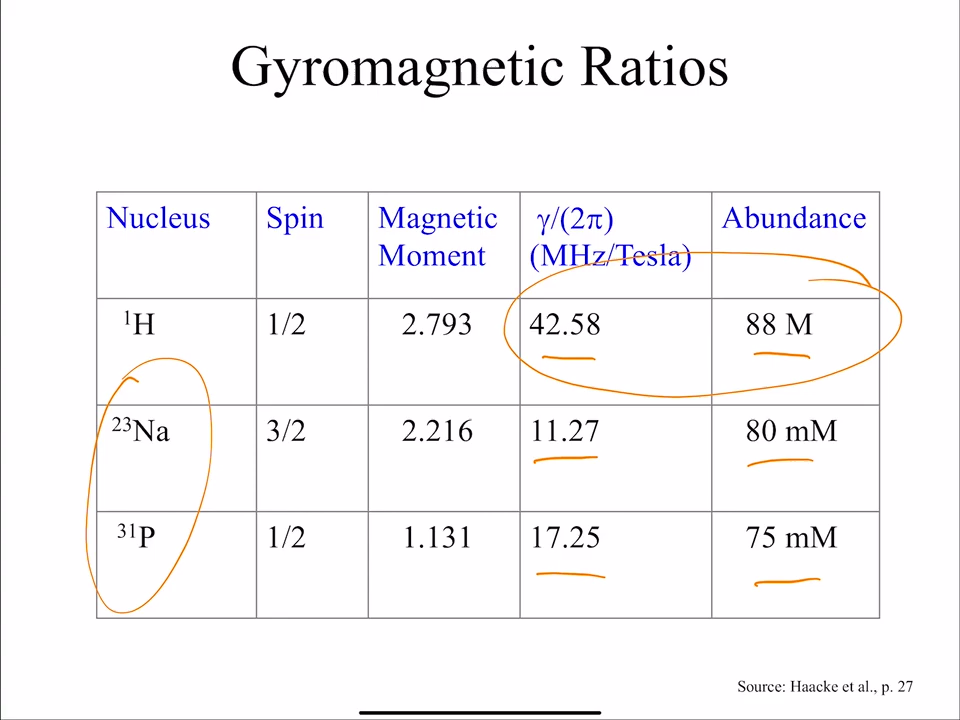 Gyromagnetic Ratios
Nucleus Spin Magnetic Moment γ/(2π) (MHz/Tesla) Abundance
¹H 1/2 2.793 42.58 88 M
²³Na 3/2 2.216 11.27 80 mM
³¹P 1/2 1.131 17.25 75 mM
Source: Haacke et al., p. 27